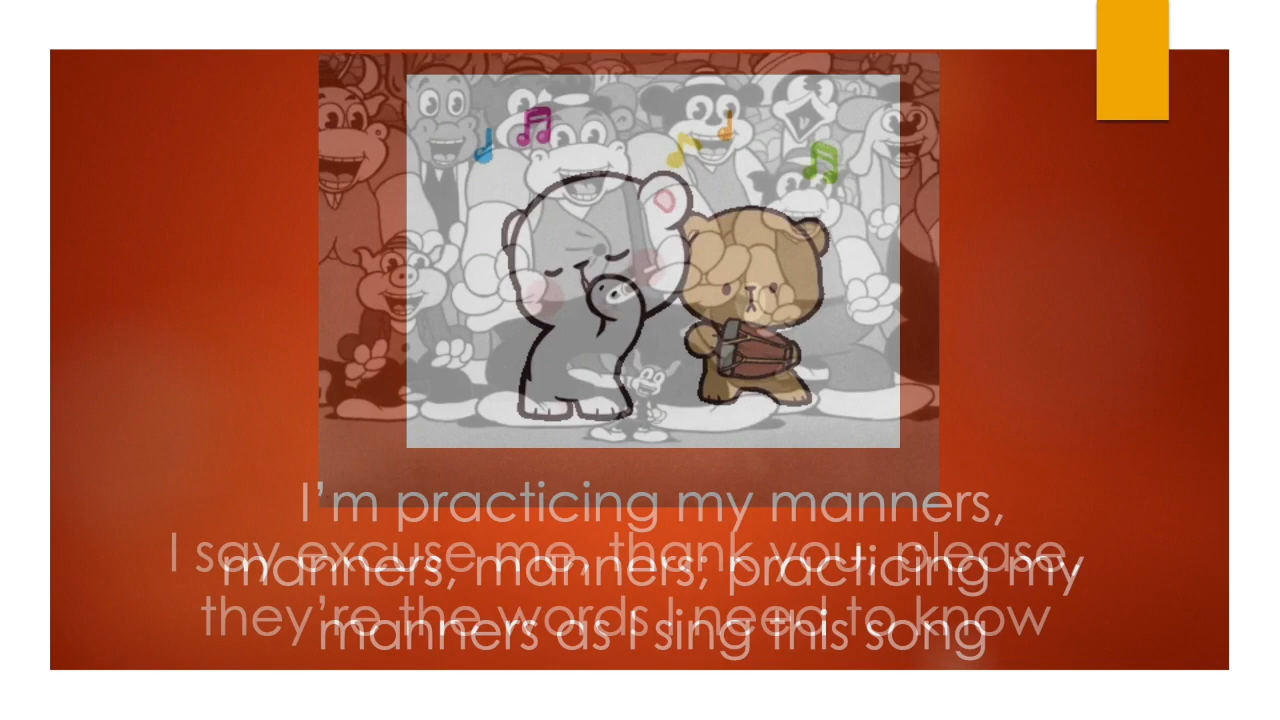 I’m practicing my manners,
manners, manners; practicing my
manners as I sing this song
I say excuse me, thank you, please,
they’re the words I need to know